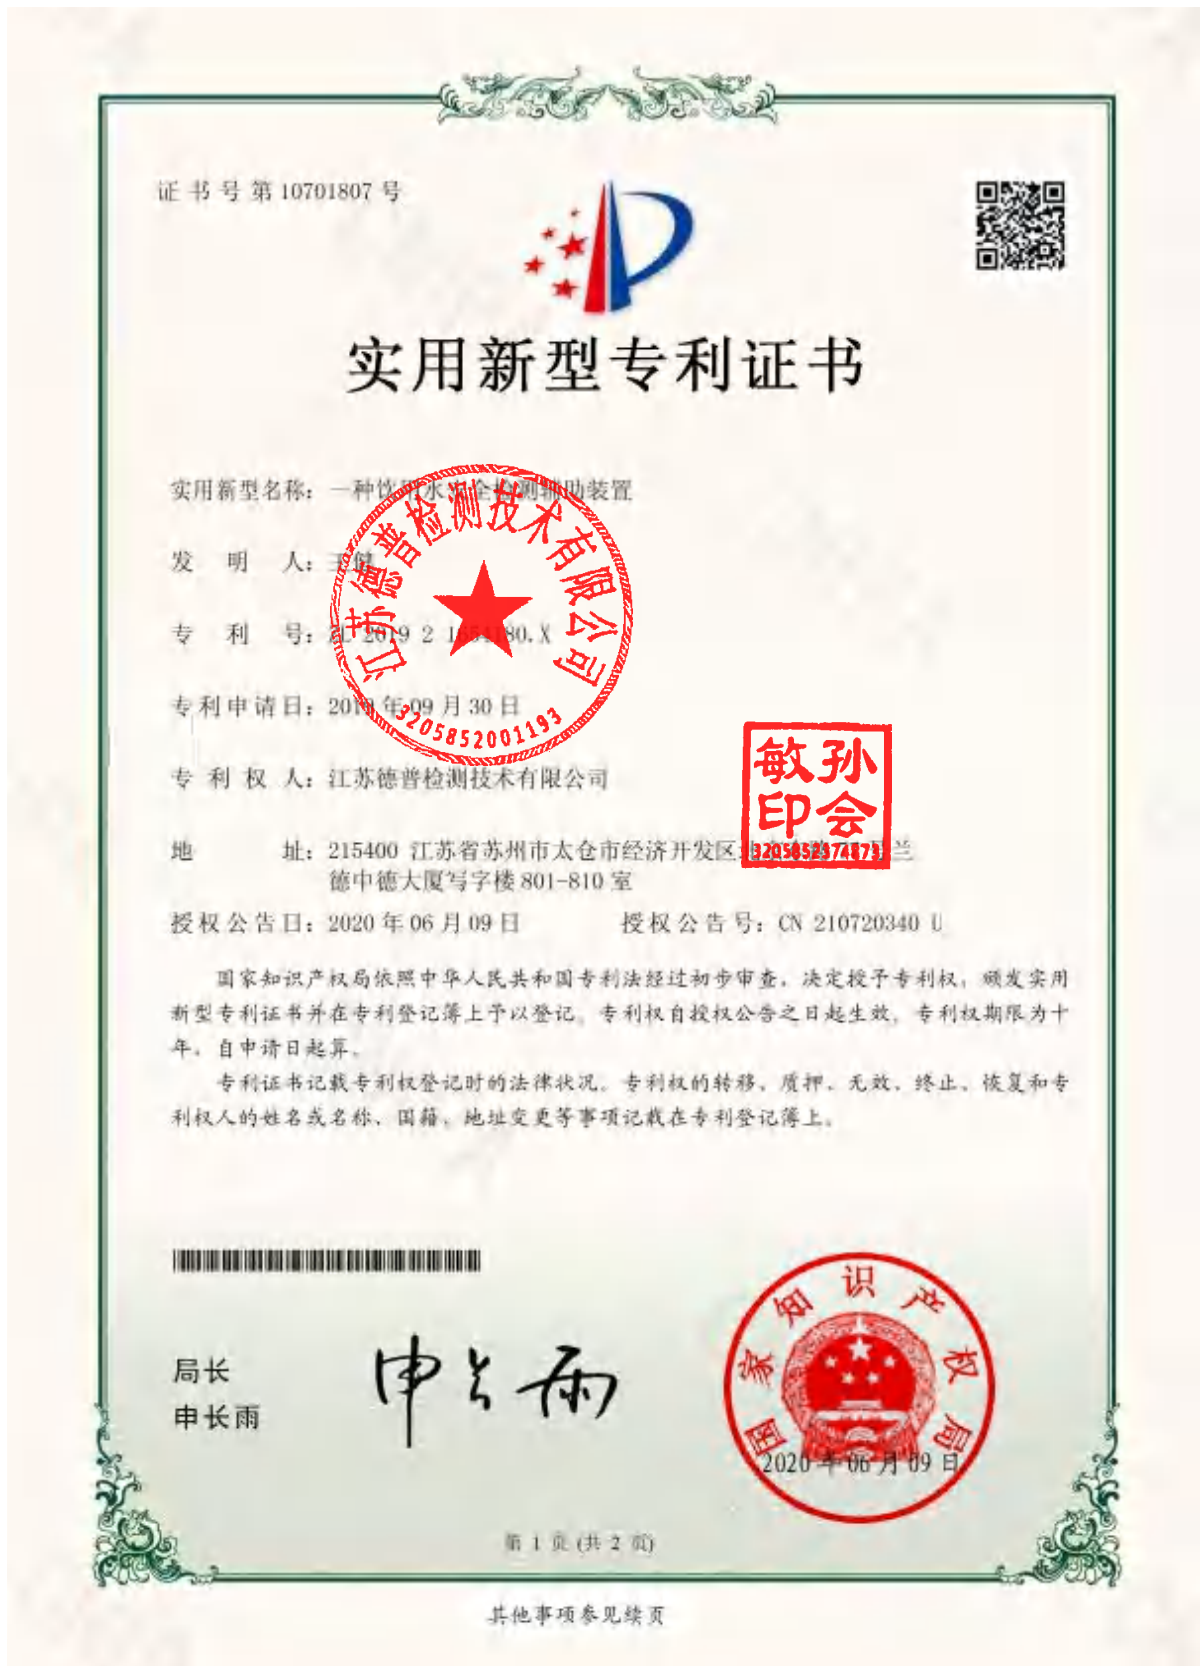 证书号第10701807号
实用新型专利证书
实用新型名称：一种饮用水安全检测辅助装置
发明人：王健
专利号：ZL 2019 2 1654180.X
专利申请日：2019年09月30日
专利权人：江苏德普检测技术有限公司
地址：215400 江苏省苏州市太仓市经济开发区 兰
德中德大厦写字楼801-810室
授权公告日：2020年06月09日 授权公告号：CN 210720340 U
国家知识产权局依照中华人民共和国专利法经过初步审查，决定授予专利权，颁发实用
新型专利证书并在专利登记簿上予以登记。专利权自授权公告之日起生效。专利权期限为十
年，自申请日起算。
专利证书记载专利权登记时的法律状况。专利权的转移、质押、无效、终止、恢复和专
利权人的姓名或名称、国籍、地址变更等事项记载在专利登记簿上。
江苏德普检测技术有限公司
3205852001193
孙会敏印
局长
申长雨
申长雨
国家知识产权局
2020年06月09日
第 1 页 (共 2 页)
其他事项参见续页